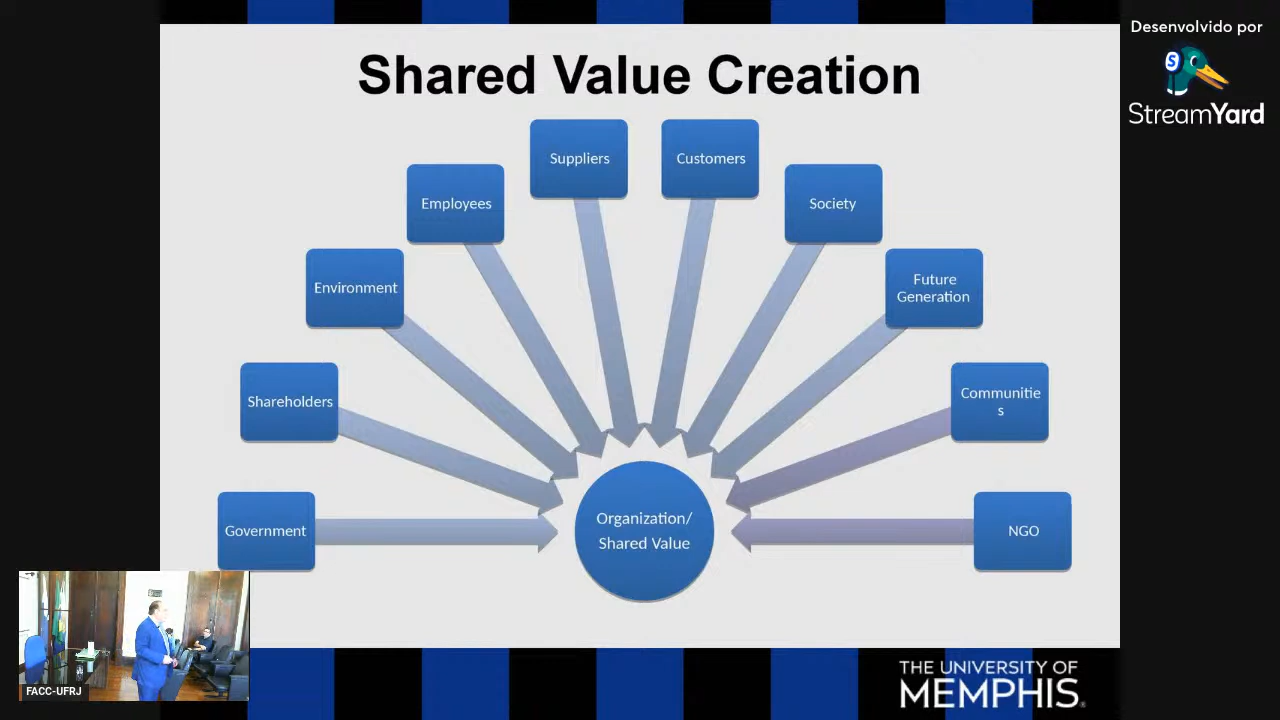 Shared Value Creation
Desenvolvido por
StreamYard
Suppliers
Customers
Employees
Society
Environment
Future
Generation
Shareholders
Communitie
s
Government
Organization/
Shared Value
NGO
FACC-UFRJ
THE UNIVERSITY OF
MEMPHIS®